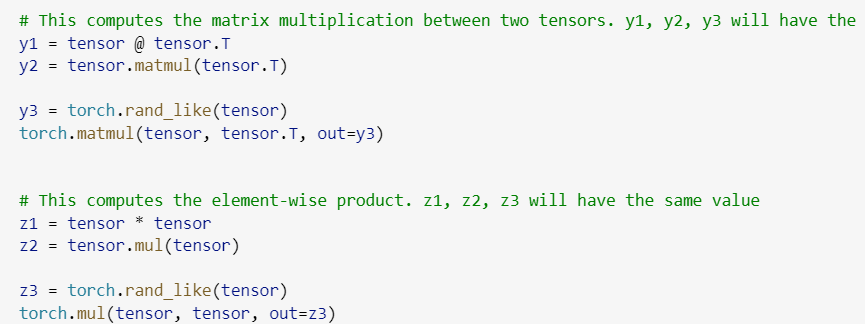 # This computes the matrix multiplication between two tensors. y1, y2, y3 will have the
y1 = tensor @ tensor.T
y2 = tensor.matmul(tensor.T)
y3 = torch.rand_like(tensor)
torch.matmul(tensor, tensor.T, out=y3)
# This computes the element-wise product. z1, z2, z3 will have the same value
z1 = tensor * tensor
z2 = tensor.mul(tensor)
z3 = torch.rand_like(tensor)
torch.mul(tensor, tensor, out=z3)